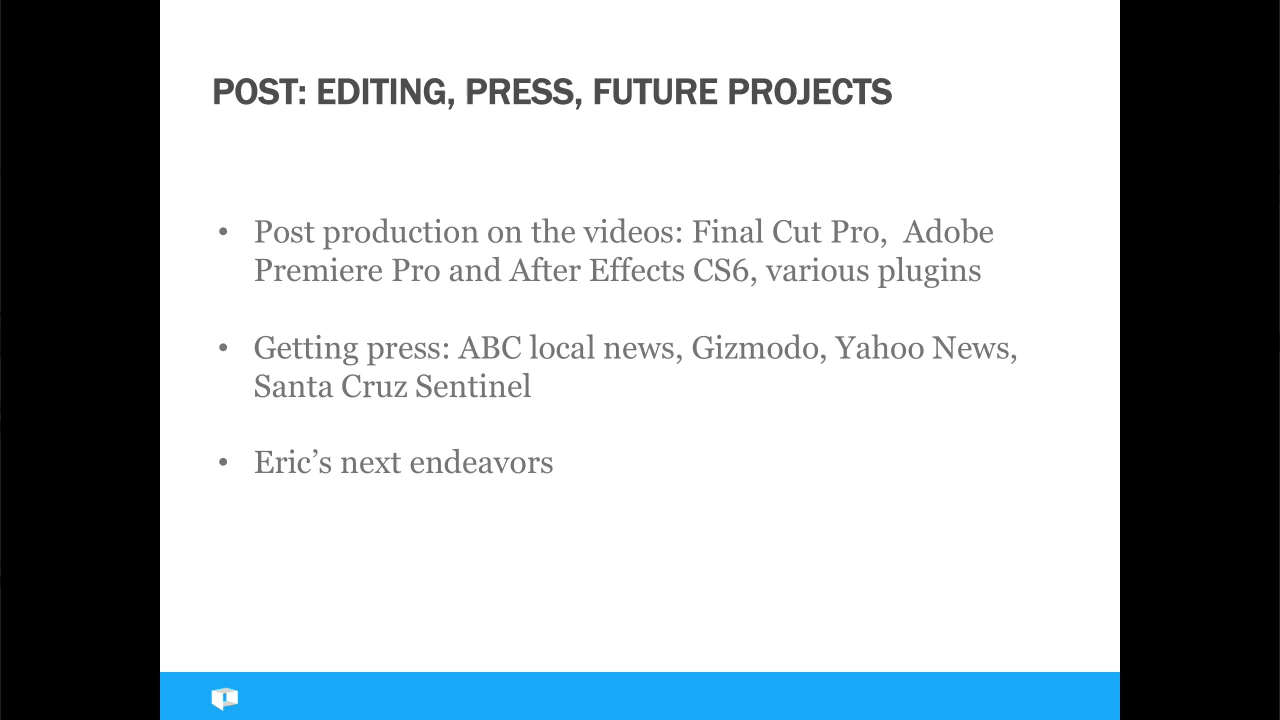 POST: EDITING, PRESS, FUTURE PROJECTS
• Post production on the videos: Final Cut Pro,  Adobe
Premiere Pro and After Effects CS6, various plugins
• Getting press: ABC local news, Gizmodo, Yahoo News,
Santa Cruz Sentinel
• Eric’s next endeavors